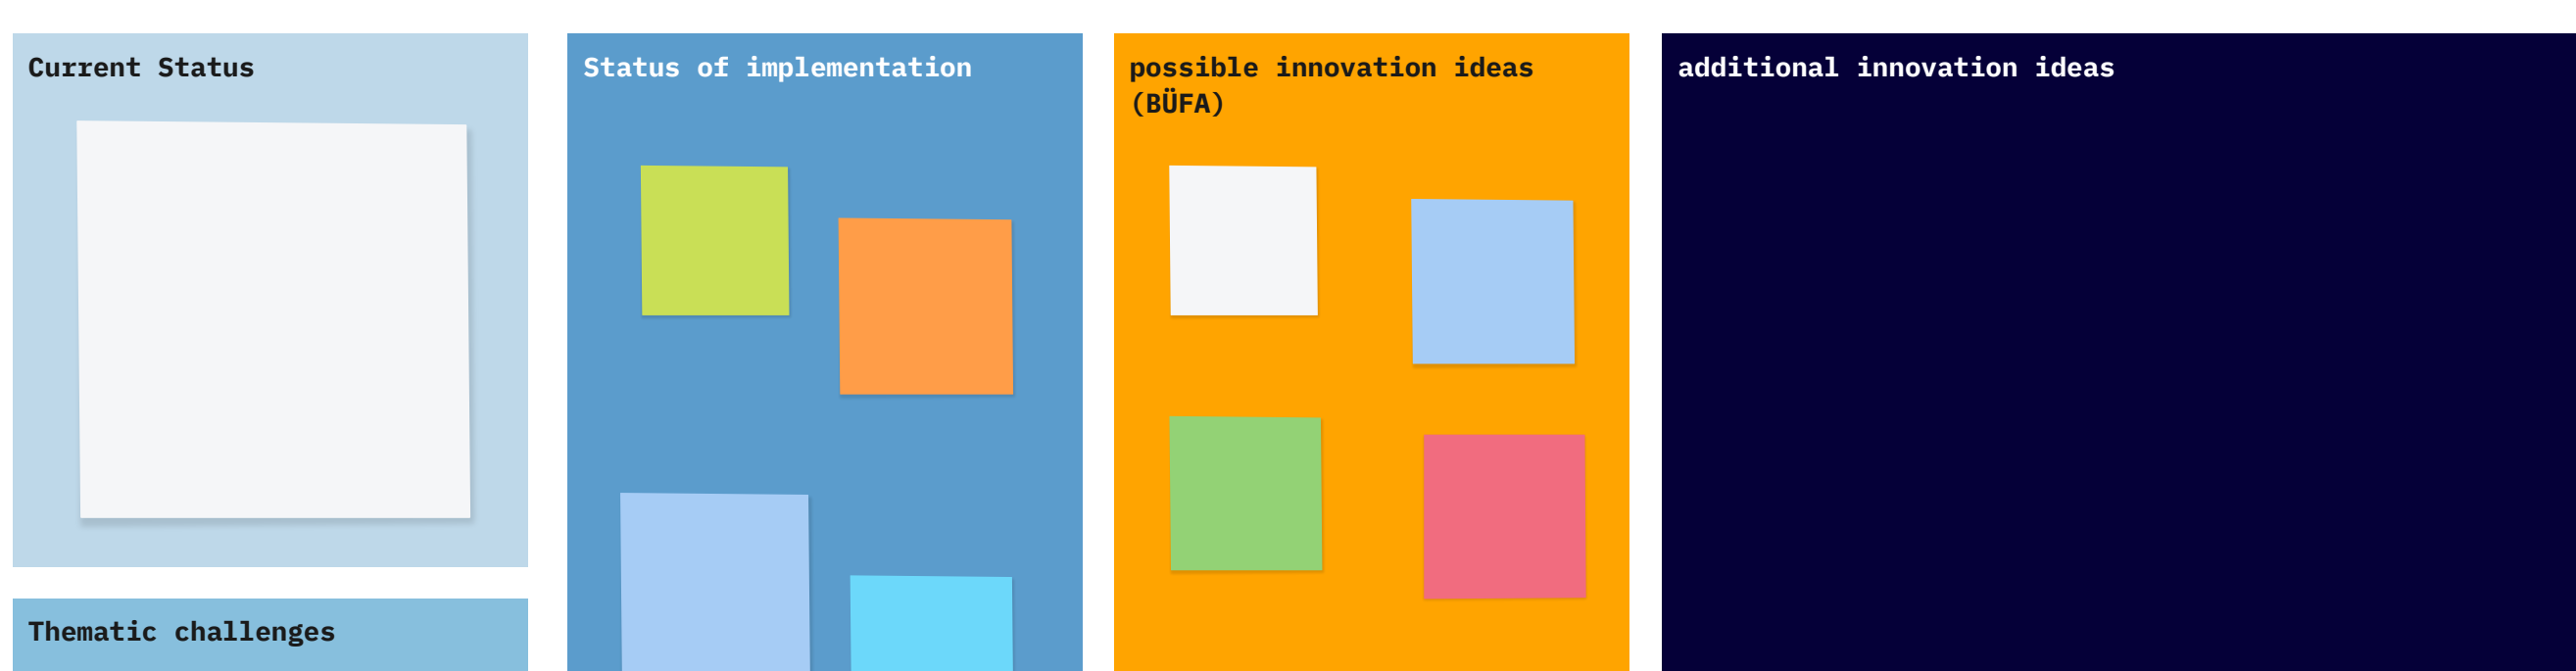 Current Status
Status of implementation
possible innovation ideas
(BÜFA)
additional innovation ideas
Thematic challenges